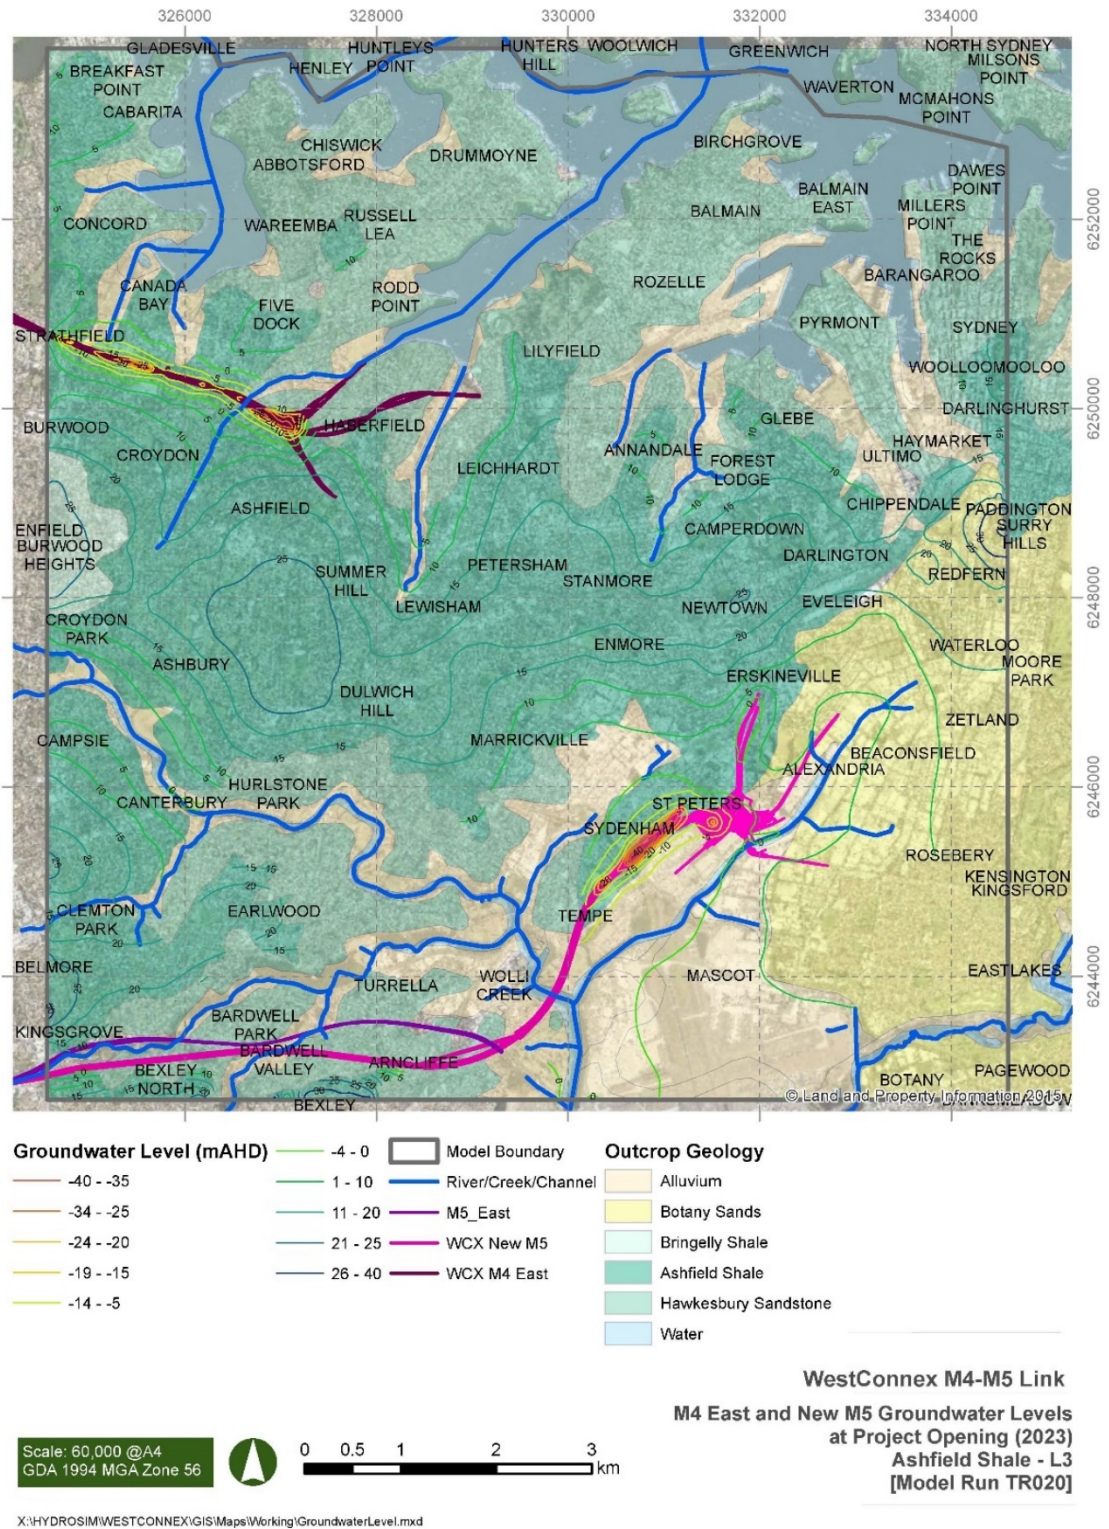 326000
328000
330000
332000
334000
GLADESVILLE
HUNTLEYS
POINT
HENLEY
HUNTERS
HILL
WOOLWICH
GREENWICH
NORTH SYDNEY
MILSONS
POINT
BREAKFAST
POINT
CABARITA
WAVERTON
MCMAHONS
POINT
CHISWICK
ABBOTSFORD
DRUMMOYNE
BIRCHGROVE
DAWES
POINT
BALMAIN
EAST
BALMAIN
MILLERS
POINT
6252000
CONCORD
WAREEMBA
RUSSELL
LEA
THE
ROCKS
BARANGAROO
CANADA
BAY
FIVE
DOCK
RODD
POINT
ROZELLE
PYRMONT
SYDNEY
STRATHFIELD
LILYFIELD
WOOLLOOMOOLOO
DARLINGHURST
6250000
BURWOOD
HABERFIELD
GLEBE
HAYMARKET
ULTIMO
CROYDON
LEICHHARDT
ANNANDALE
FOREST
LODGE
ASHFIELD
CHIPPENDALE
PADDINGTON
SURRY
HILLS
ENFIELD
BURWOOD
HEIGHTS
CAMPERDOWN
DARLINGTON
SUMMER
HILL
PETERSHAM
STANMORE
REDFERN
LEWISHAM
NEWTOWN
EVELEIGH
6248000
CROYDON
PARK
ASHBURY
ENMORE
WATERLOO
MOORE
PARK
DULWICH
HILL
ERSKINEVILLE
CAMPSIE
MARRICKVILLE
ZETLAND
BEACONSFIELD
ALEXANDRIA
HURLSTONE
PARK
CANTERBURY
ST PETERS
6246000
SYDENHAM
ROSEBERY
KENSINGTON
KINGSFORD
CLEMTON
PARK
EARLWOOD
TEMPE
BELMORE
TURRELLA
WOLLI
CREEK
MASCOT
EASTLAKES
6244000
KINGSGROVE
BARDWELL
PARK
BARDWELL
VALLEY
ARNCLIFFE
BEXLEY
NORTH
BEXLEY
BOTANY
PAGEWOOD
BANKSMEADOW
© Land and Property Information 2015
Groundwater Level (mAHD)
-40 - -35
-34 - -25
-24 - -20
-19 - -15
-14 - -5
-4 - 0
1 - 10
11 - 20
21 - 25
26 - 40
Model Boundary
River/Creek/Channel
M5_East
WCX New M5
WCX M4 East
Outcrop Geology
Alluvium
Botany Sands
Bringelly Shale
Ashfield Shale
Hawkesbury Sandstone
Water
WestConnex M4-M5 Link
M4 East and New M5 Groundwater Levels
at Project Opening (2023)
Ashfield Shale - L3
[Model Run TR020]
Scale: 60,000 @A4
GDA 1994 MGA Zone 56
0 0.5 1 2 3
km
X:\HYDROSIM\WESTCONNEX\GIS\Maps\Working\GroundwaterLevel.mxd